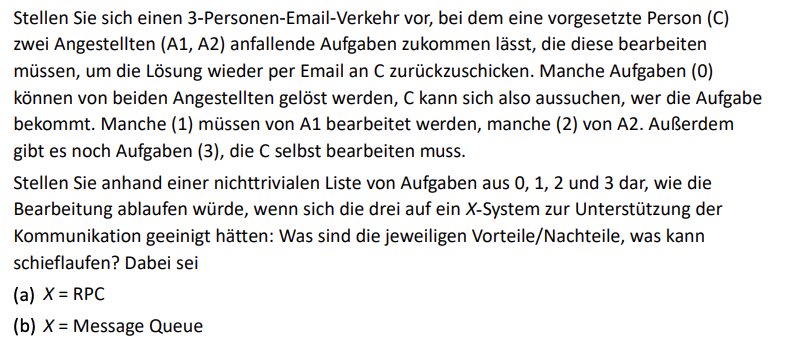 Stellen Sie sich einen 3-Personen-Email-Verkehr vor, bei dem eine vorgesetzte Person (C)
zwei Angestellten (A1, A2) anfallende Aufgaben zukommen lässt, die diese bearbeiten
müssen, um die Lösung wieder per Email an C zurückzuschicken. Manche Aufgaben (0)
können von beiden Angestellten gelöst werden, C kann sich also aussuchen, wer die Aufgabe
bekommt. Manche (1) müssen von A1 bearbeitet werden, manche (2) von A2. Außerdem
gibt es noch Aufgaben (3), die C selbst bearbeiten muss.
Stellen Sie anhand einer nichttrivialen Liste von Aufgaben aus 0, 1, 2 und 3 dar, wie die
Bearbeitung ablaufen würde, wenn sich die drei auf ein X-System zur Unterstützung der
Kommunikation geeinigt hätten: Was sind die jeweiligen Vorteile/Nachteile, was kann
schieflaufen? Dabei sei
(a) X = RPC
(b) X = Message Queue